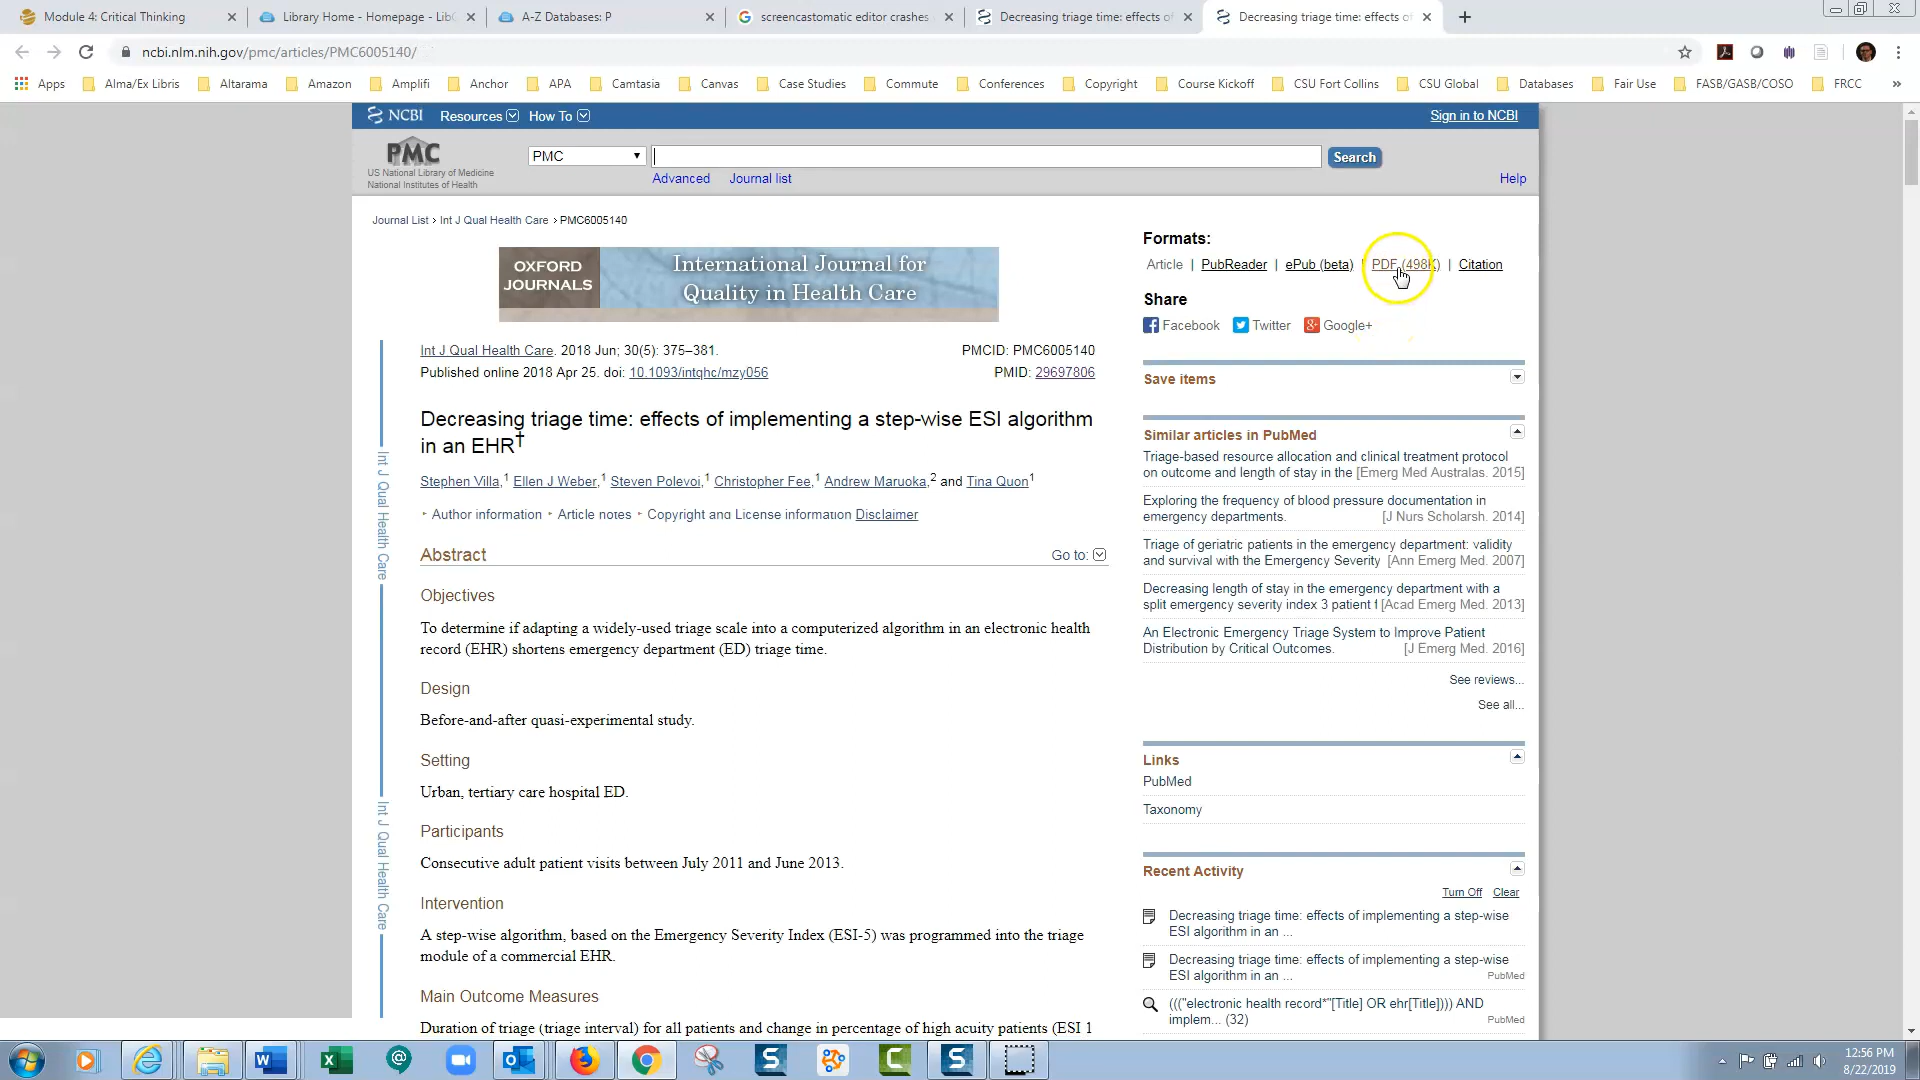 Module 4: Critical Thinking
Library Home - Homepage - LibG
A-Z Databases: P
screencastomatic editor crashes
Decreasing triage time: effects of
Decreasing triage time: effects of
ncbi.nlm.nih.gov/pmc/articles/PMC6005140/
Apps Alma/Ex Libris Altarama Amazon Amplifi Anchor APA Camtasia Canvas Case Studies Commute Conferences Copyright Course Kickoff CSU Fort Collins CSU Global Databases Fair Use FASB/GASB/COSO FRCC »
NCBI Resources How To Sign in to NCBI
PMC
US National Library of Medicine
National Institutes of Health
PMC
Search
Advanced Journal list Help
Journal List > Int J Qual Health Care > PMC6005140
OXFORD JOURNALS
International Journal for
Quality in Health Care
Int J Qual Health Care. 2018 Jun; 30(5): 375–381. PMCID: PMC6005140
Published online 2018 Apr 25. doi: 10.1093/intqhc/mzy056 PMID: 29697806
Decreasing triage time: effects of implementing a step-wise ESI algorithm
in an EHR†
Stephen Villa,1 Ellen J Weber,1 Steven Polevoi,1 Christopher Fee,1 Andrew Maruoka,2 and Tina Quon1
Author information Article notes Copyright and License information Disclaimer
Abstract Go to:
Objectives
To determine if adapting a widely-used triage scale into a computerized algorithm in an electronic health
record (EHR) shortens emergency department (ED) triage time.
Design
Before-and-after quasi-experimental study.
Setting
Urban, tertiary care hospital ED.
Participants
Consecutive adult patient visits between July 2011 and June 2013.
Intervention
A step-wise algorithm, based on the Emergency Severity Index (ESI-5) was programmed into the triage
module of a commercial EHR.
Main Outcome Measures
Duration of triage (triage interval) for all patients and change in percentage of high acuity patients (ESI 1
Int J Qual Health Care
Int J Qual Health Care
Formats:
Article | PubReader | ePub (beta) | PDF (498K) | Citation
Share
Facebook Twitter Google+
Save items
Similar articles in PubMed
Triage-based resource allocation and clinical treatment protocol
on outcome and length of stay in the [Emerg Med Australas. 2015]
Exploring the frequency of blood pressure documentation in
emergency departments. [J Nurs Scholarsh. 2014]
Triage of geriatric patients in the emergency department: validity
and survival with the Emergency Severity [Ann Emerg Med. 2007]
Decreasing length of stay in the emergency department with a
split emergency severity index 3 patient f [Acad Emerg Med. 2013]
An Electronic Emergency Triage System to Improve Patient
Distribution by Critical Outcomes. [J Emerg Med. 2016]
See reviews...
See all...
Links
PubMed
Taxonomy
Recent Activity
Turn Off Clear
Decreasing triage time: effects of implementing a step-wise
ESI algorithm in an ...
Decreasing triage time: effects of implementing a step-wise
ESI algorithm in an ... PubMed
((("electronic health record*"[Title] OR ehr[Title]))) AND
implem... (32) PubMed
12:56 PM
8/22/2019